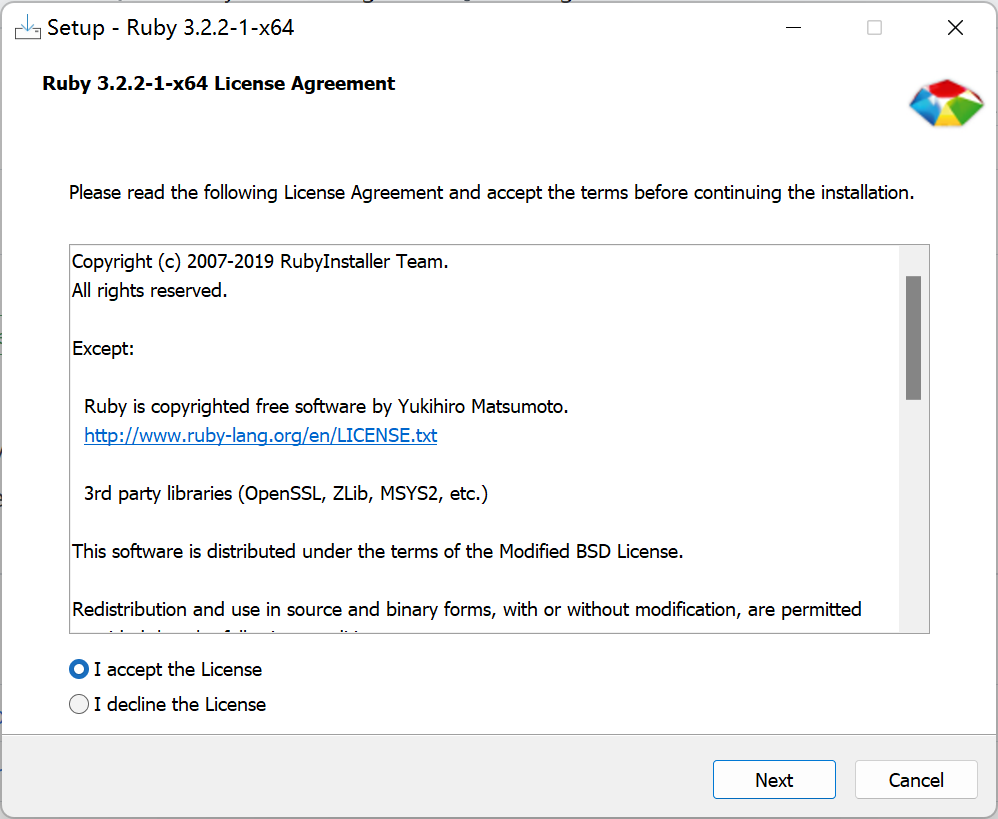 Setup - Ruby 3.2.2-1-x64
Ruby 3.2.2-1-x64 License Agreement
Please read the following License Agreement and accept the terms before continuing the installation.
Copyright (c) 2007-2019 RubyInstaller Team.
All rights reserved.
Except:
Ruby is copyrighted free software by Yukihiro Matsumoto.
http://www.ruby-lang.org/en/LICENSE.txt
3rd party libraries (OpenSSL, ZLib, MSYS2, etc.)
This software is distributed under the terms of the Modified BSD License.
Redistribution and use in source and binary forms, with or without modification, are permitted
I accept the License
I decline the License
Next
Cancel